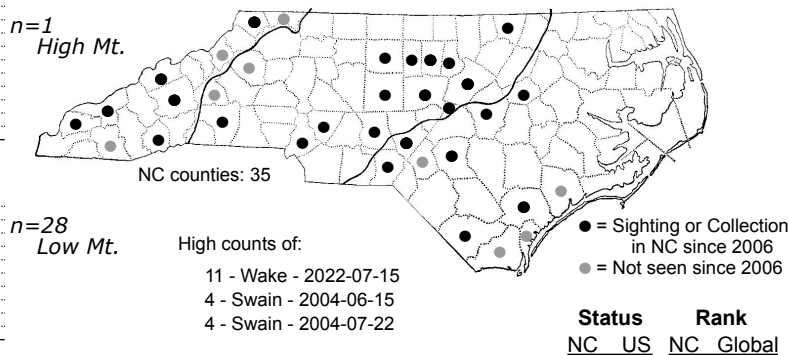 n=1
High Mt.
NC counties: 35
n=28
Low Mt.
High counts of:
11 - Wake - 2022-07-15
4 - Swain - 2004-06-15
4 - Swain - 2004-07-22
= Sighting or Collection
in NC since 2006
= Not seen since 2006
Status Rank
NC US NC Global